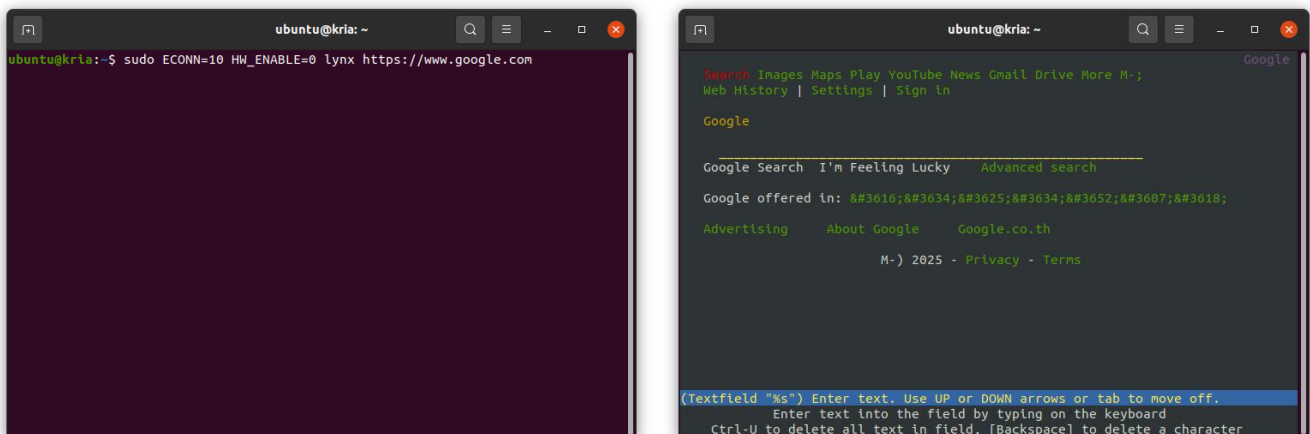 ubuntu@kria: ~
ubuntu@kria:~$ sudo ECONN=10 HW_ENABLE=0 lynx https://www.google.com
ubuntu@kria: ~
Google
Search Images Maps Play YouTube News Gmail Drive More M-;
Web History | Settings | Sign in
Google
Google Search I'm Feeling Lucky Advanced search
Google offered in: &#3616;&#3634;&#3625;&#3634;&#3652;&#3607;&#3618;
Advertising About Google Google.co.th
M-) 2025 - Privacy - Terms
(Textfield "%s") Enter text. Use UP or DOWN arrows or tab to move off.
Enter text into the field by typing on the keyboard
Ctrl-U to delete all text in field, [Backspace] to delete a character